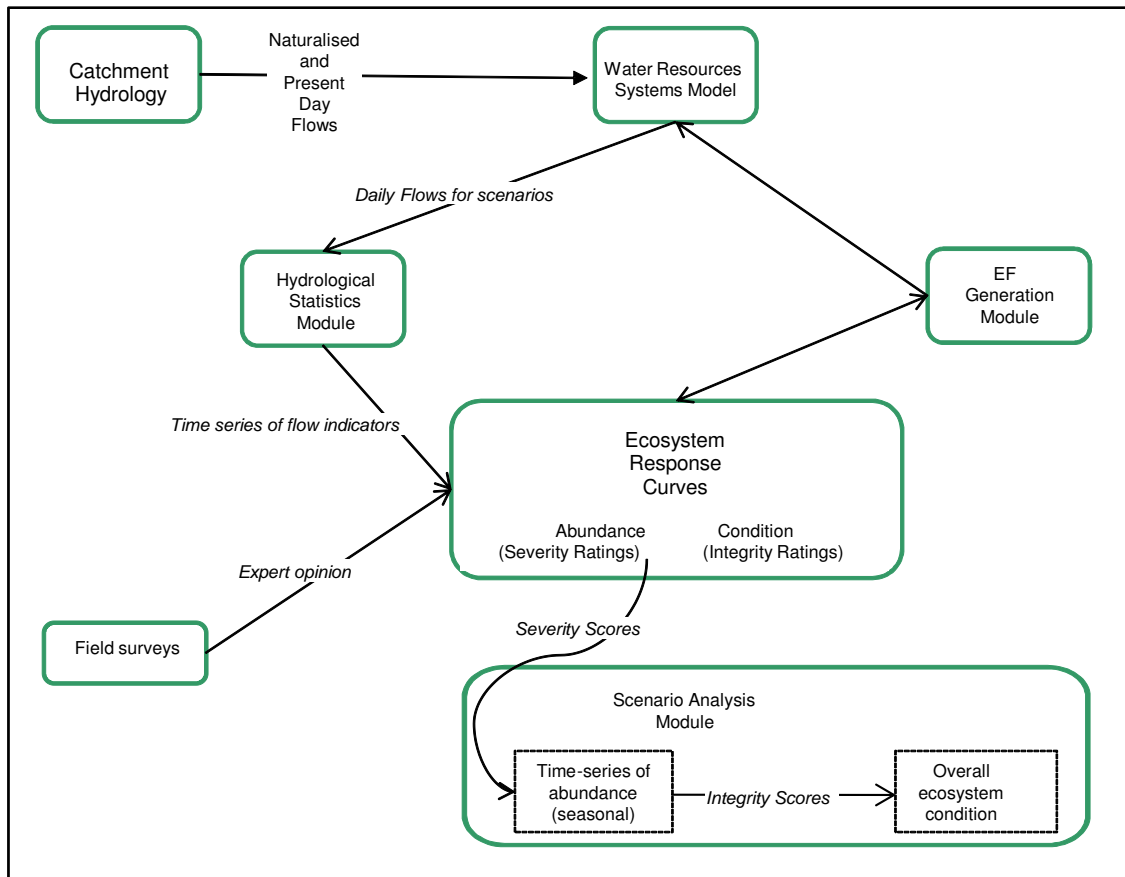 Catchment
Hydrology
Naturalised
and
Present
Day
Flows
Water Resources
Systems Model
Daily Flows for scenarios
Hydrological
Statistics
Module
EF
Generation
Module
Time series of flow indicators
Ecosystem
Response
Curves
Abundance
(Severity Ratings)
Condition
(Integrity Ratings)
Expert opinion
Field surveys
Severity Scores
Scenario Analysis
Module
Time-series of
abundance
(seasonal)
Integrity Scores
Overall
ecosystem
condition